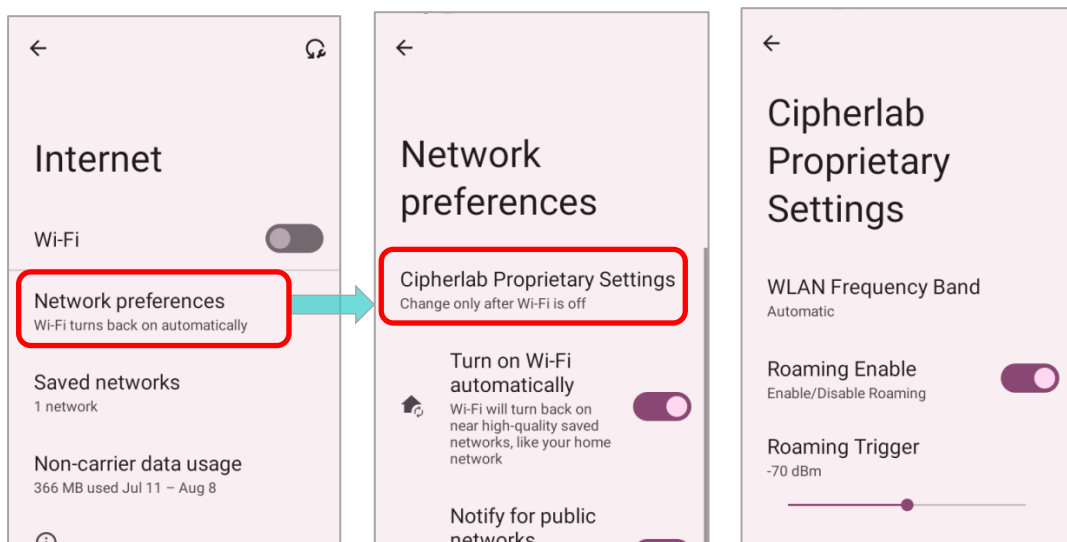 Internet
Wi-Fi
Network preferences
Wi-Fi turns back on automatically
Saved networks
1 network
Non-carrier data usage
366 MB used Jul 11 – Aug 8
Network
preferences
Cipherlab Proprietary Settings
Change only after Wi-Fi is off
Turn on Wi-Fi
automatically
Wi-Fi will turn back on
near high-quality saved
networks, like your home
network
Notify for public
networks
Cipherlab
Proprietary
Settings
WLAN Frequency Band
Automatic
Roaming Enable
Enable/Disable Roaming
Roaming Trigger
-70 dBm